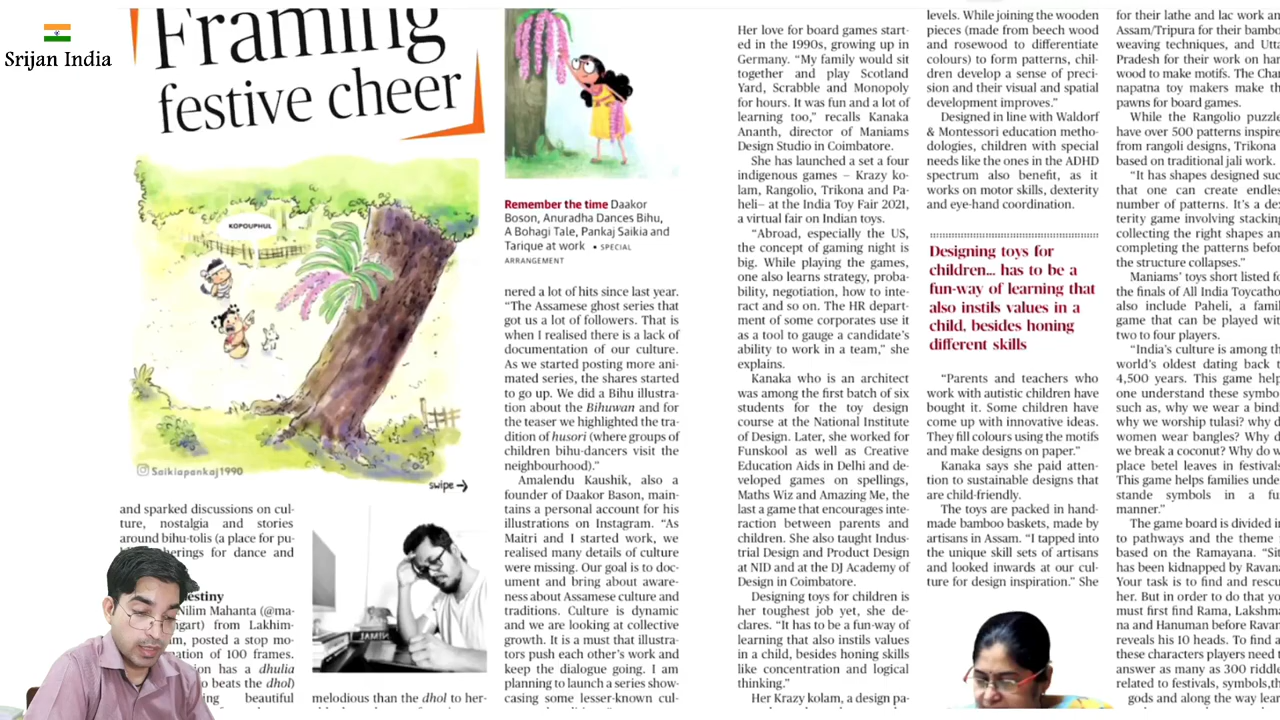 Srijan India
Framing
festive cheer
KOPOUPHUL
Saikiapankaj1990
swipe
and sparked discussions on cul-
ture, nostalgia and stories
around bihu-tolis (a place for pu-
herings for dance and
estiny
Nilim Mahanta (@ma-
ngart) from Lakhim-
posted a stop mo-
of 100 frames.
has a dhulia
beats the dhol)
beautiful
melodious than the dhol to her-
Remember the time Daakor
Boson, Anuradha Dances Bihu,
A Bohagi Tale, Pankaj Saikia and
Tarique at work • SPECIAL
ARRANGEMENT
nered a lot of hits since last year.
“The Assamese ghost series that
got us a lot of followers. That is
when I realised there is a lack of
documentation of our culture.
As we started posting more ani-
mated series, the shares started
to go up. We did a Bihu illustra-
tion about the Bihuwan and for
the teaser we highlighted the tra-
dition of husori (where groups of
children bihu-dancers visit the
neighbourhood).”
Amalendu Kaushik, also a
founder of Daakor Bason, main-
tains a personal account for his
illustrations on Instagram. “As
Maitri and I started work, we
realised many details of culture
were missing. Our goal is to doc-
ument and bring about aware-
ness about Assamese culture and
traditions. Culture is dynamic
and we are looking at collective
growth. It is a must that illustra-
tors push each other’s work and
keep the dialogue going. I am
planning to launch a series show-
casing some lesser-known cul-
Her love for board games start-
ed in the 1990s, growing up in
Germany. “My family would sit
together and play Scotland
Yard, Scrabble and Monopoly
for hours. It was fun and a lot of
learning too,” recalls Kanaka
Ananth, director of Maniams
Design Studio in Coimbatore.
She has launched a set a four
indigenous games – Krazy ko-
lam, Rangolio, Trikona and Pa-
heli– at the India Toy Fair 2021,
a virtual fair on Indian toys.
“Abroad, especially the US,
the concept of gaming night is
big. While playing the games,
one also learns strategy, proba-
bility, negotiation, how to inte-
ract and so on. The HR depart-
ment of some corporates use it
as a tool to gauge a candidate’s
ability to work in a team,” she
explains.
Kanaka who is an architect
was among the first batch of six
students for the toy design
course at the National Institute
of Design. Later, she worked for
Funskool as well as Creative
Education Aids in Delhi and de-
veloped games on spellings,
Maths Wiz and Amazing Me, the
last a game that encourages inte-
raction between parents and
children. She also taught Indus-
trial Design and Product Design
at NID and at the DJ Academy of
Design in Coimbatore.
Designing toys for children is
her toughest job yet, she de-
clares. “It has to be a fun-way of
learning that also instils values
in a child, besides honing skills
like concentration and logical
thinking.”
Her Krazy kolam, a design pa-
levels. While joining the wooden
pieces (made from beech wood
and rosewood to differentiate
colours) to form patterns, chil-
dren develop a sense of preci-
sion and their visual and spatial
development improves.”
Designed in line with Waldorf
& Montessori education metho-
dologies, children with special
needs like the ones in the ADHD
spectrum also benefit, as it
works on motor skills, dexterity
and eye-hand coordination.
Designing toys for
children... has to be a
fun-way of learning that
also instils values in a
child, besides honing
different skills
“Parents and teachers who
work with autistic children have
bought it. Some children have
come up with innovative ideas.
They fill colours using the motifs
and make designs on paper.”
Kanaka says she paid atten-
tion to sustainable designs that
are child-friendly.
The toys are packed in hand-
made bamboo baskets, made by
artisans in Assam. “I tapped into
the unique skill sets of artisans
and looked inwards at our cul-
ture for design inspiration.” She
for their lathe and lac work an
Assam/Tripura for their bambo
weaving techniques, and Utta
Pradesh for their work on han
wood to make motifs. The Chan
napatna toy makers make th
pawns for board games.
While the Rangolio puzzle
have over 500 patterns inspire
from rangoli designs, Trikona
based on traditional jali work.
“It has shapes designed suc
that one can create endles
number of patterns. It’s a dex
terity game involving stacking
collecting the right shapes an
completing the patterns befor
the structure collapses.”
Maniams’ toys short listed fo
the finals of All India Toycatho
also include Paheli, a famil
game that can be played wit
two to four players.
“India’s culture is among th
world’s oldest dating back t
4,500 years. This game help
one understand these symbo
such as, why we wear a bind
why we worship tulasi? why d
women wear bangles? Why d
we break a coconut? Why do w
place betel leaves in festival
This game helps families unde
stande symbols in a fu
manner.”
The game board is divided i
to pathways and the theme
based on the Ramayana. “Si
has been kidnapped by Ravana
Your task is to find and rescu
her. But in order to do that yo
must first find Rama, Lakshm
na and Hanuman before Ravan
reveals his 10 heads. To find a
these characters players need t
answer as many as 300 riddle
related to festivals, symbols,th
gods and along the way lear